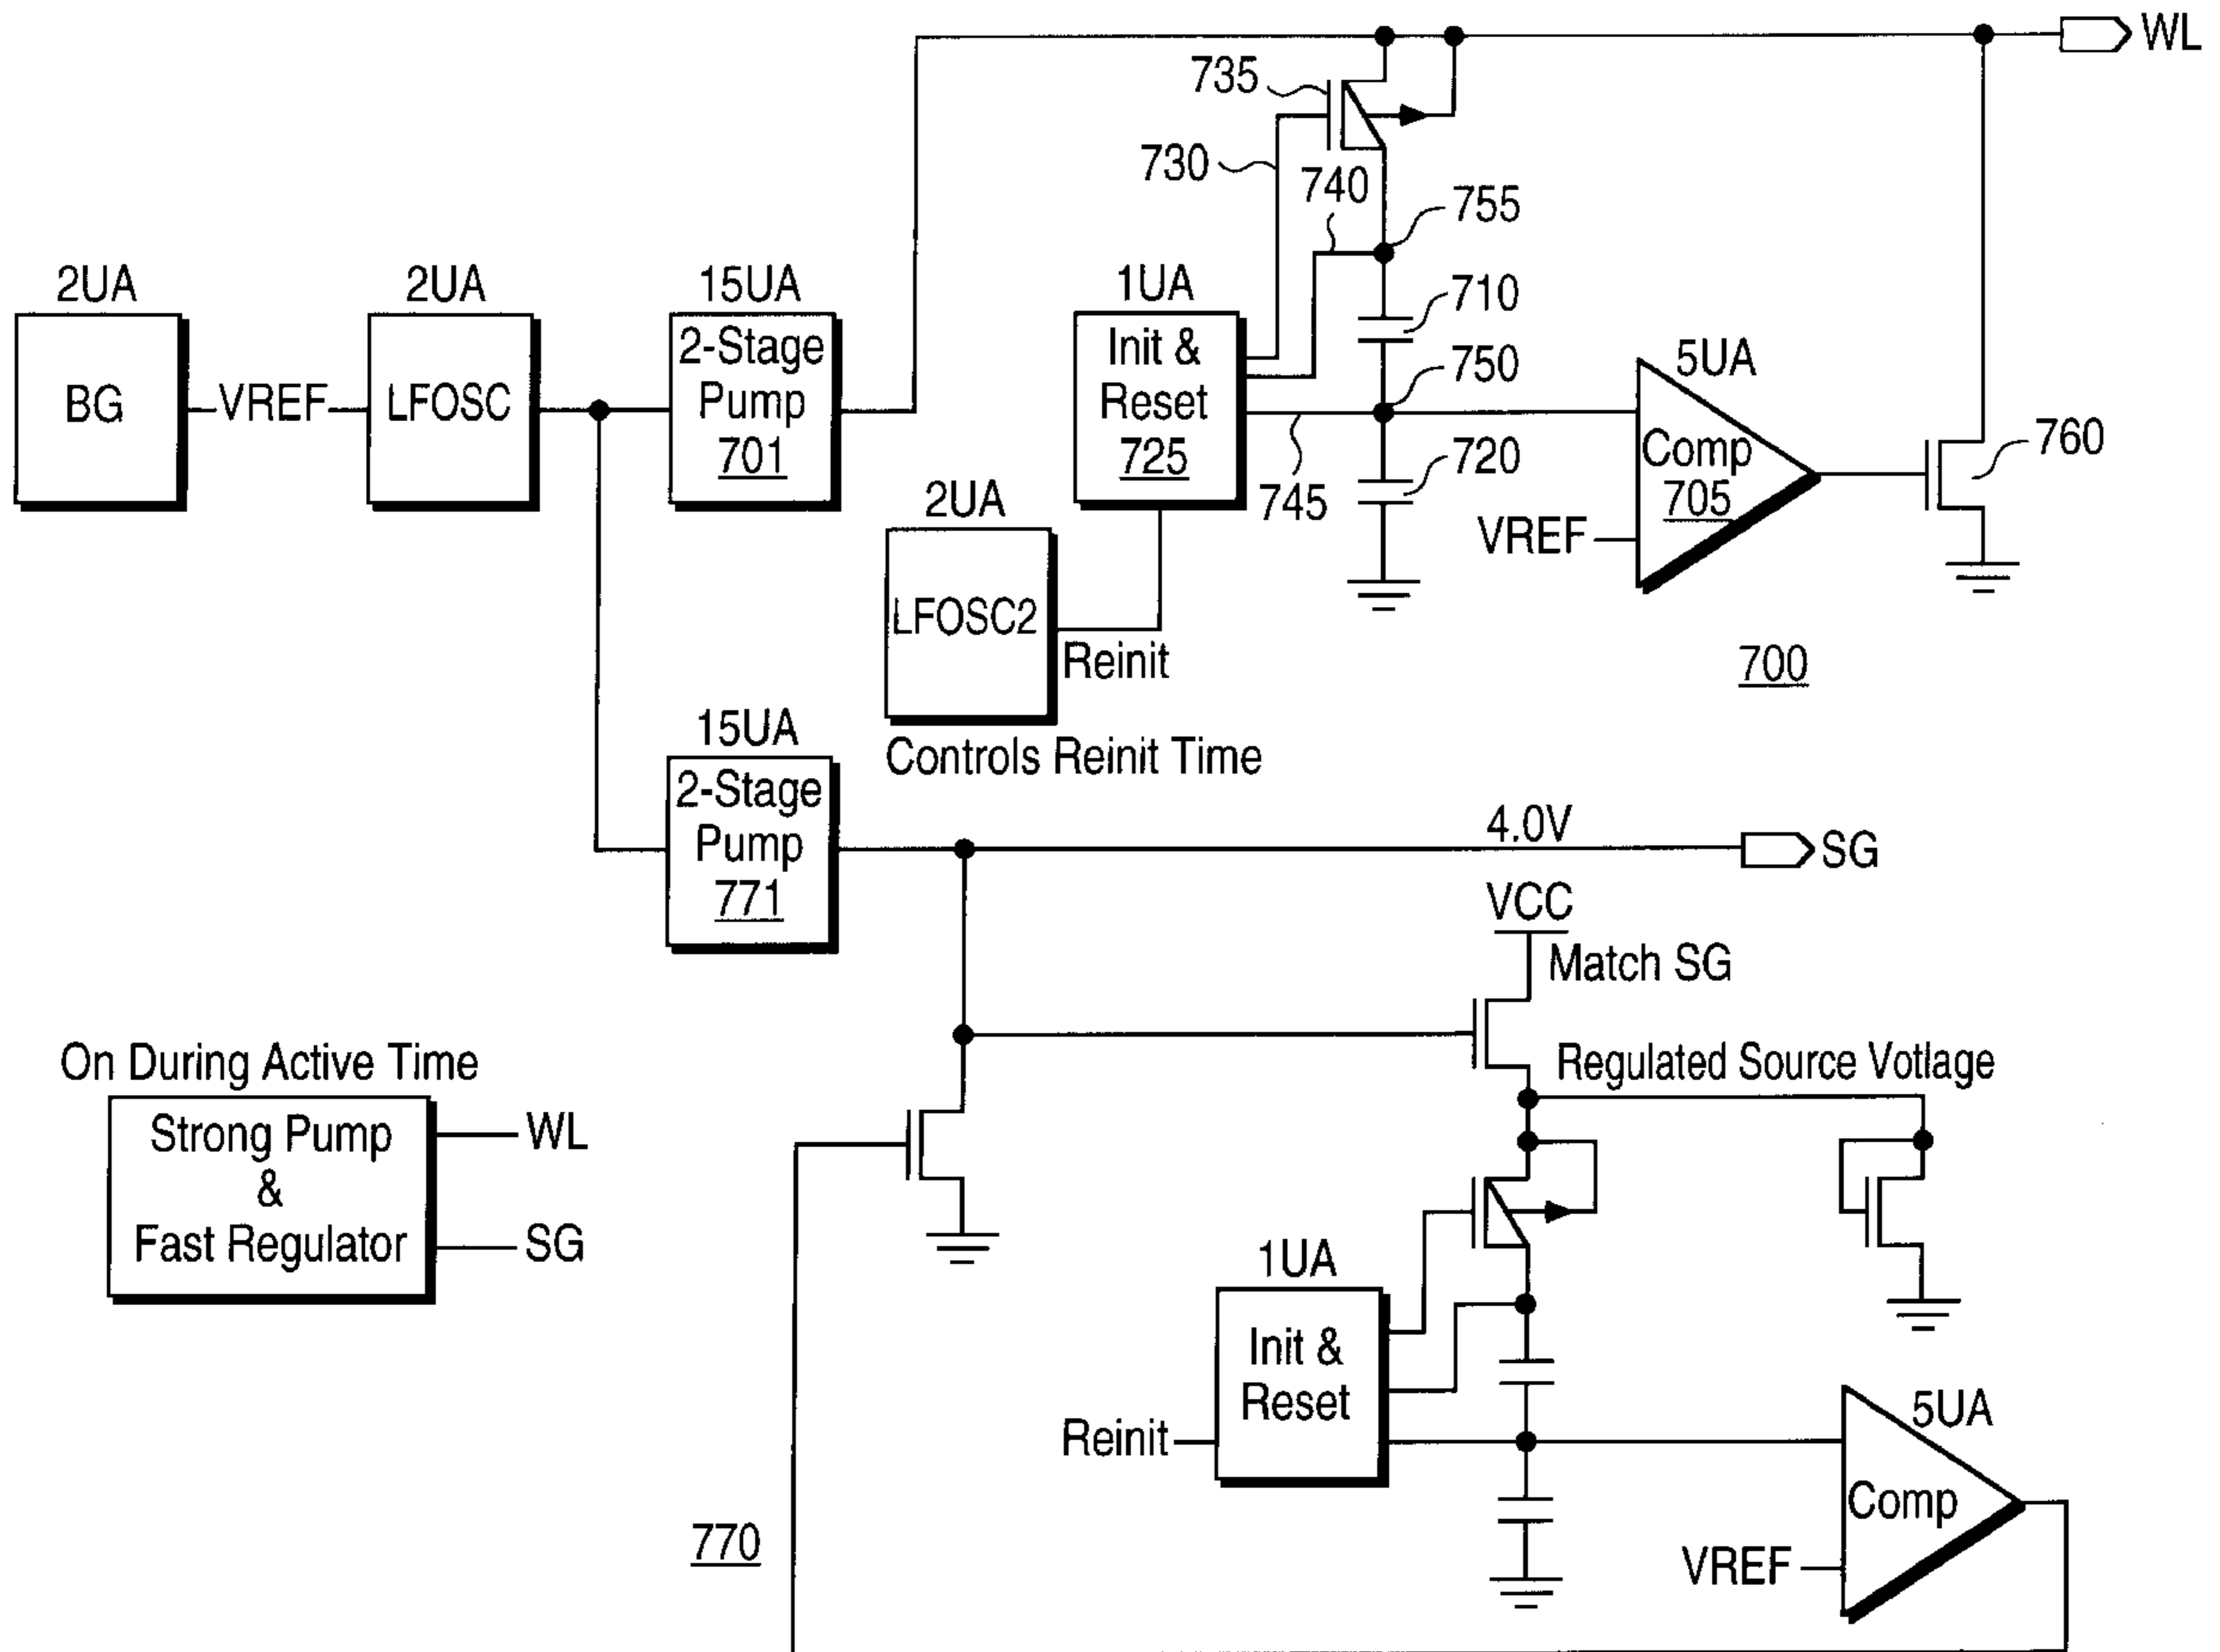 WL
735
730
740
755
2UA
2UA
15UA
1UA
710
BG
VREF
LFOSC
2-Stage
Pump
701
Init &
Reset
725
750
5UA
Comp
705
760
720
745
VREF
2UA
LFOSC2
Reinit
Controls Reinit Time
700
15UA
2-Stage
Pump
771
4.0V
SG
VCC
Match SG
Regulated Source Votlage
On During Active Time
Strong Pump
&
Fast Regulator
WL
SG
1UA
Init &
Reset
Reinit
5UA
Comp
VREF
770